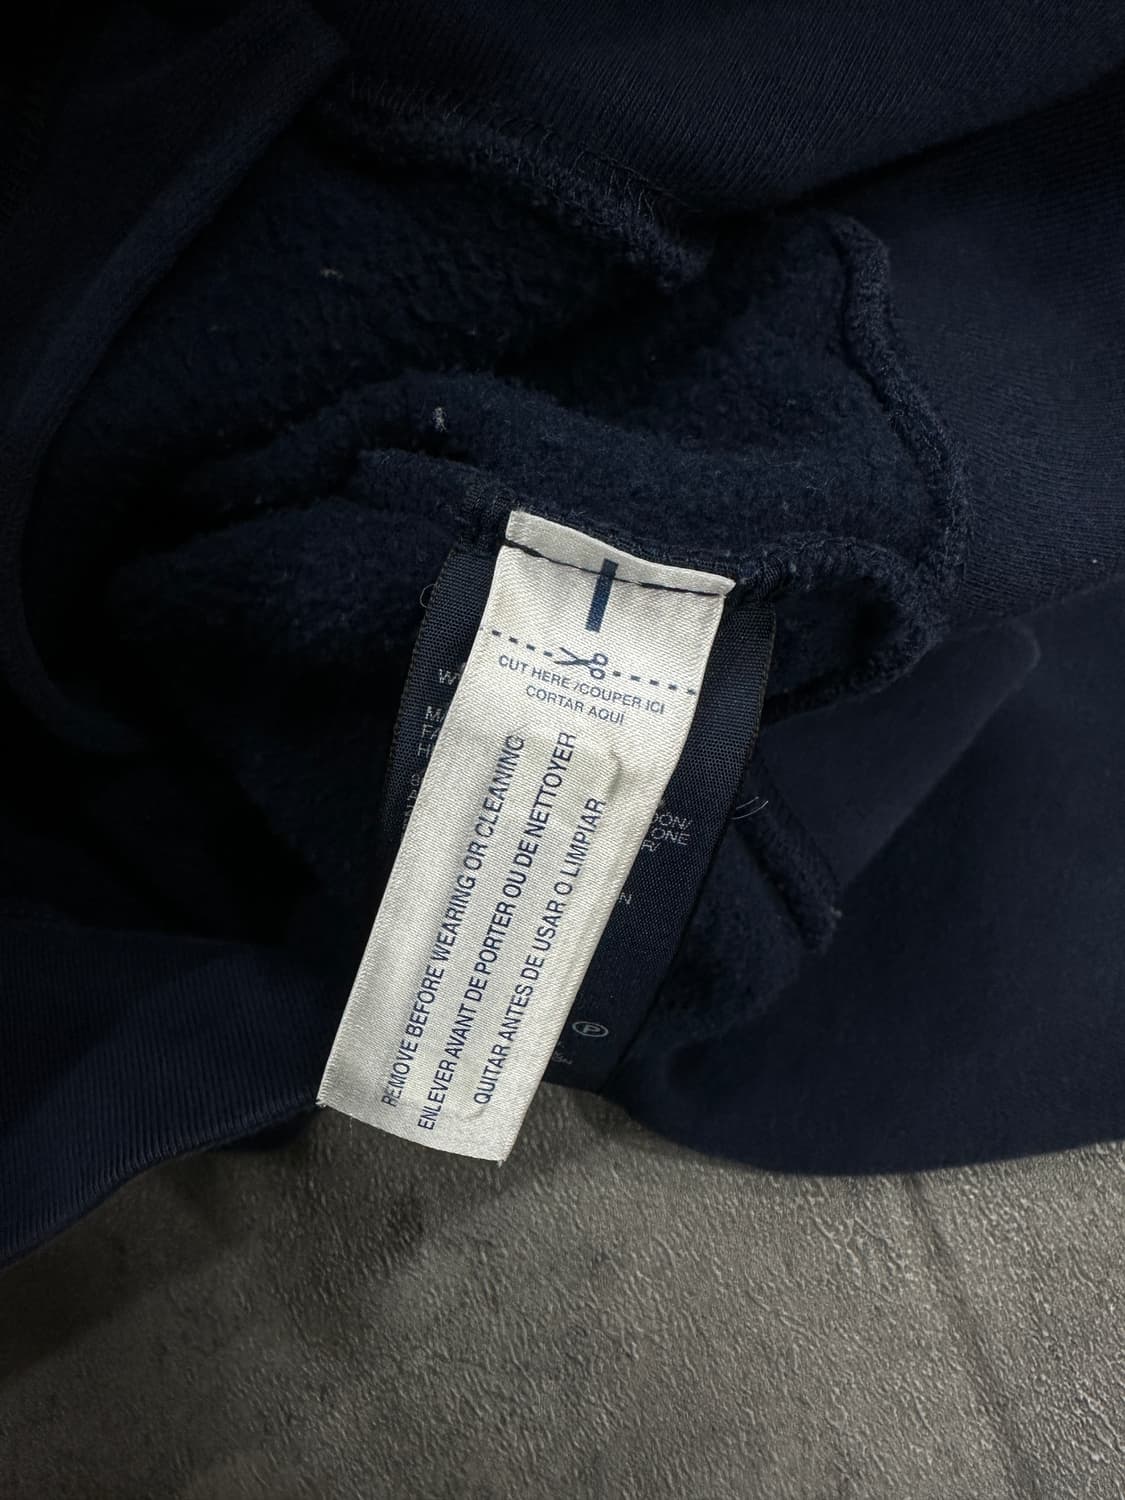 CUT HERE /COUPER ICI
CORTAR AQUI
REMOVE BEFORE WEARING OR CLEANING
ENLEVER AVANT DE PORTER OU DE NETTOYER
QUITAR ANTES DE USAR O LIMPIAR
P